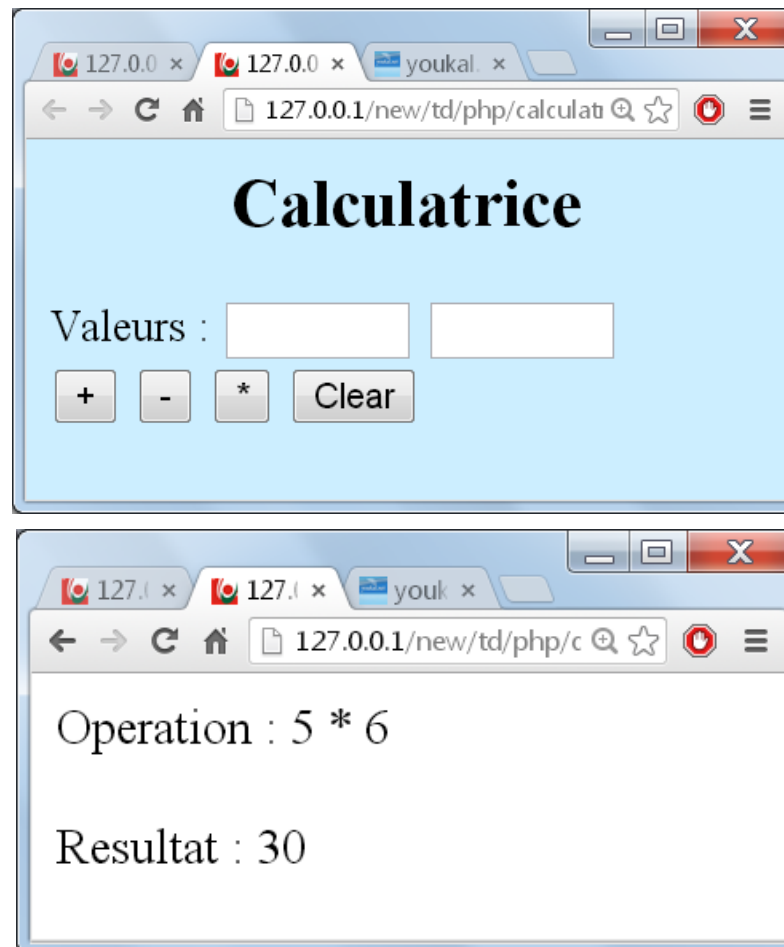 127.0.0 127.0.0 youkal.
127.0.0.1/new/td/php/calculati
Calculatrice
Valeurs :
+ - * Clear
127.( 127.( youk
127.0.0.1/new/td/php/c
Operation : 5 * 6
Resultat : 30